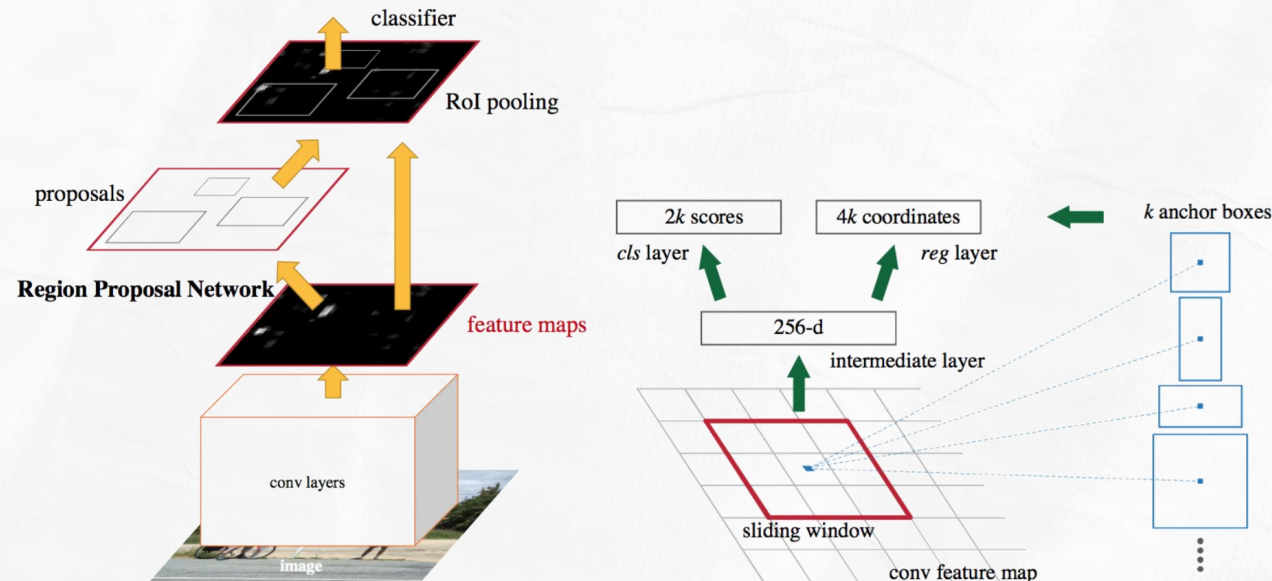 classifier
RoI pooling
proposals
Region Proposal Network
feature maps
conv layers
image
2k scores
4k coordinates
k anchor boxes
cls layer
reg layer
256-d
intermediate layer
sliding window
conv feature map